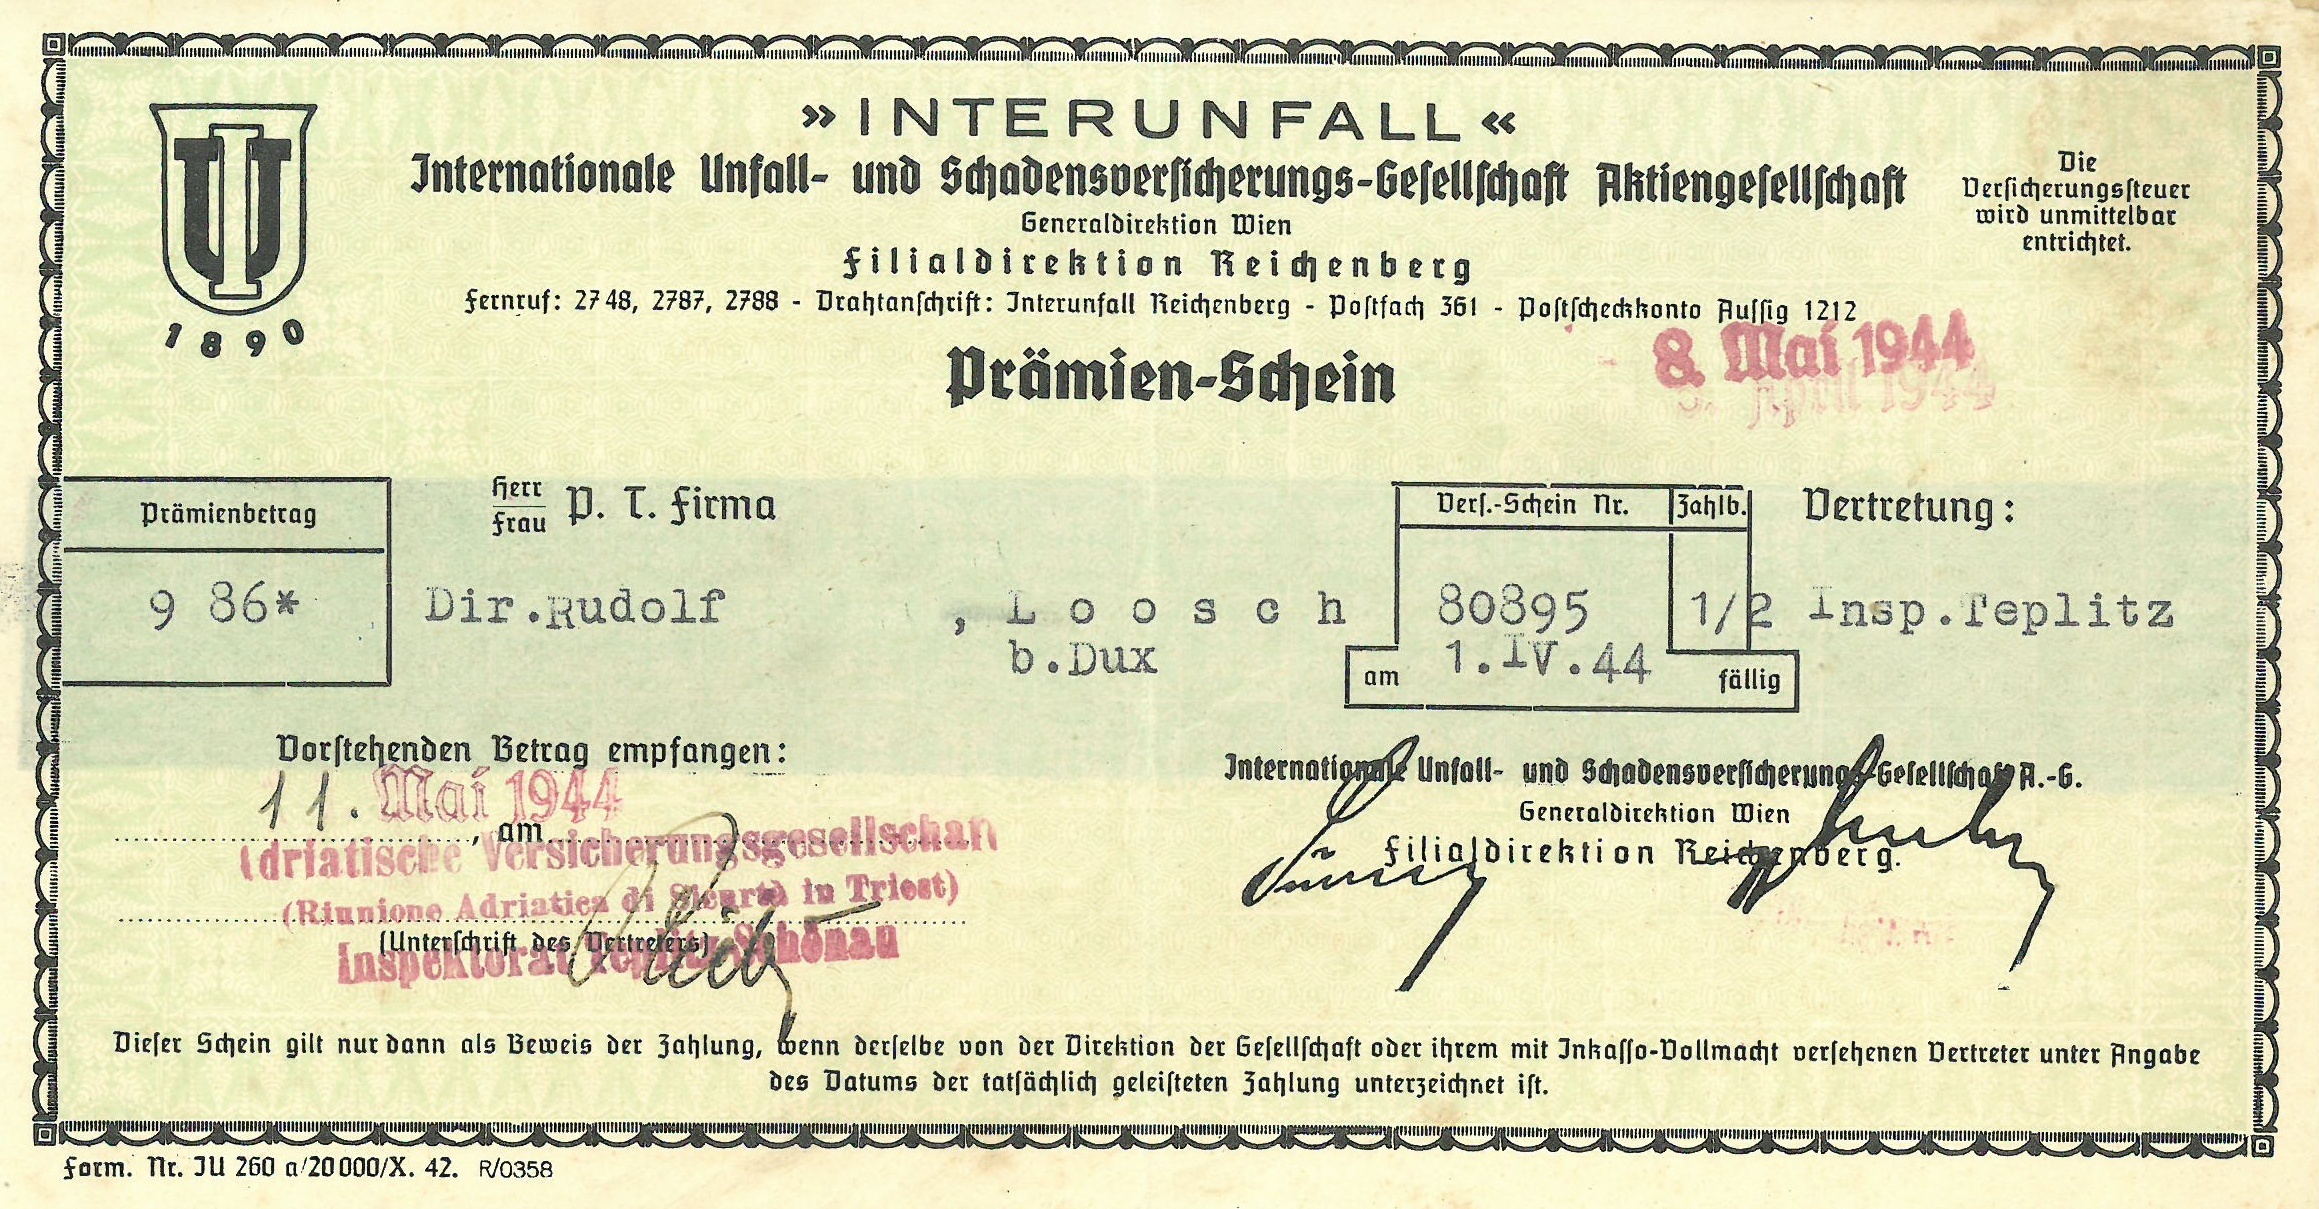 »INTERUNFALL«
Internationale Unfall- und Schadensversicherungs-Gesellschaft Aktiengesellschaft
Generaldirektion Wien
Filialdirektion Reichenberg
Fernruf: 2748, 2787, 2788 - Drahtanschrift: Interunfall Reichenberg - Postfach 361 - Postscheckkonto Aussig 1212
Die
Versicherungssteuer
wird unmittelbar
entrichtet.
IU
1890
Prämien-Schein
8. Mai 1944
April 1944
Prämienbetrag
9 86*
Herr
Frau
P. T. Firma
Dir.Rudolf , Loosch
b.Dux
Vers.-Schein Nr.
Zahlb.
80895
1/2
am 1.IV.44 fällig
Vertretung:
Insp.Teplitz
Vorstehenden Betrag empfangen:
11. Mai 1944
, am
Adriatische Versicherungsgesellschaft
(Riunione Adriatica di Sicurtà in Triest)
(Unterschrift des Vertreters)
Inspektorat Teplitz-Schönau
Internationale Unfall- und Schadensversicherungs-Gesellschaft A.-G.
Generaldirektion Wien
Filialdirektion Reichenberg.
Dieser Schein gilt nur dann als Beweis der Zahlung, wenn derselbe von der Direktion der Gesellschaft oder ihrem mit Inkasso-Vollmacht versehenen Vertreter unter Angabe
des Datums der tatsächlich geleisteten Zahlung unterzeichnet ist.
Form. Nr. JU 260 a/20000/X. 42. R/0358